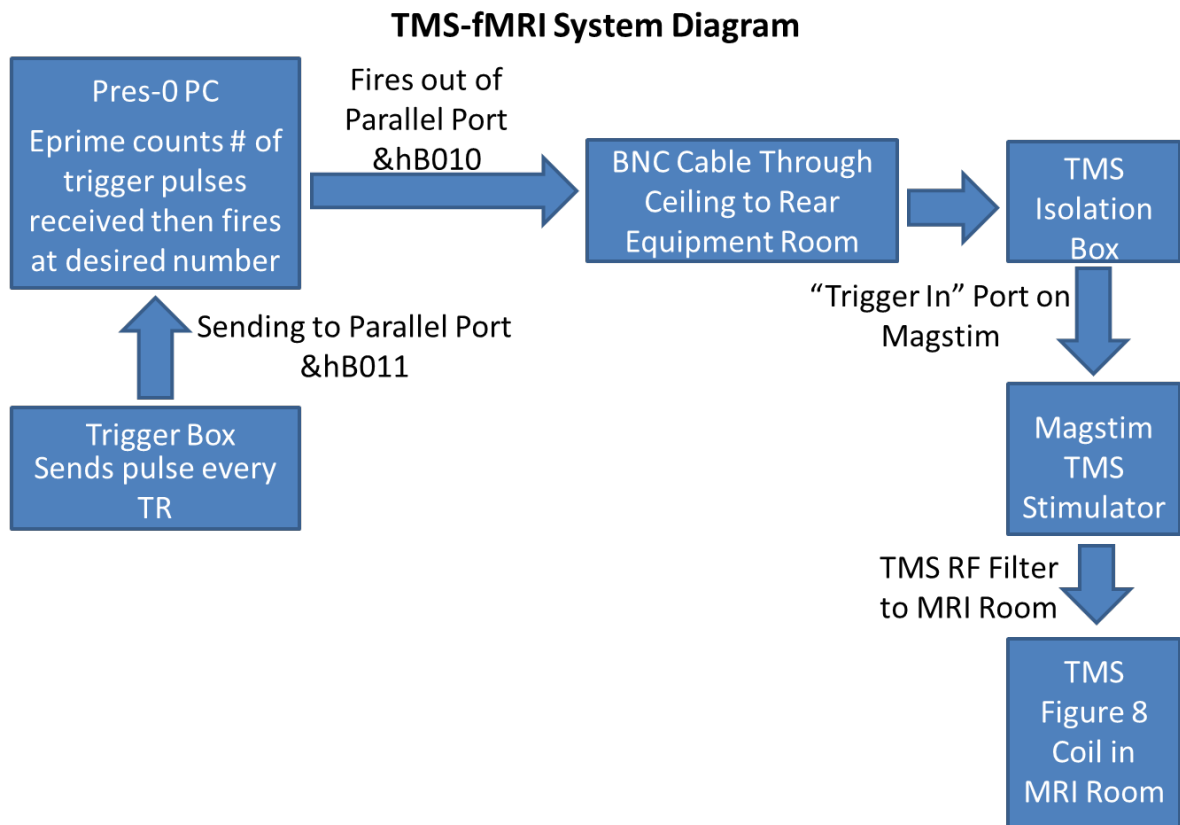 TMS-fMRI System Diagram
Pres-0 PC
Eprime counts # of
trigger pulses
received then fires
at desired number
Fires out of
Parallel Port
&hB010
BNC Cable Through
Ceiling to Rear
Equipment Room
TMS
Isolation
Box
Sending to Parallel Port
&hB011
“Trigger In” Port on
Magstim
Trigger Box
Sends pulse every
TR
Magstim
TMS
Stimulator
TMS RF Filter
to MRI Room
TMS
Figure 8
Coil in
MRI Room